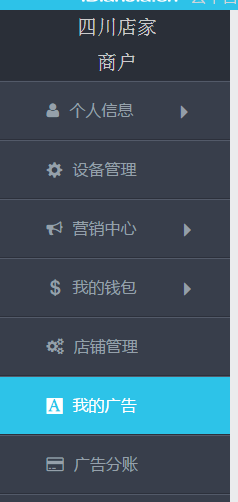 四川店家
商户
个人信息
设备管理
营销中心
我的钱包
店铺管理
我的广告
广告分账